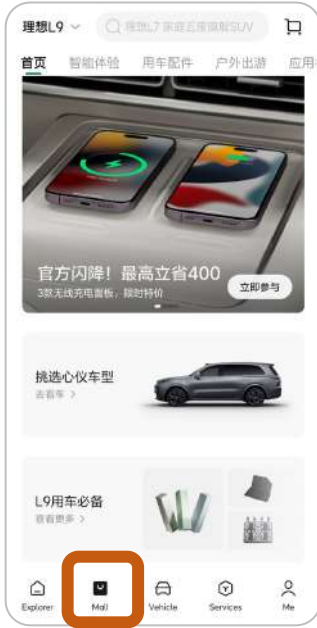 理想L9
理想L7 家庭五座旗舰SUV
首页 智能体验 用车配件 户外出游 应用
官方闪降！最高立省400
3款无线充电面板，限时特价
立即参与
挑选心仪车型
去看车 >
L9用车必备
查看更多 >
Explorer Mall Vehicle Services Me